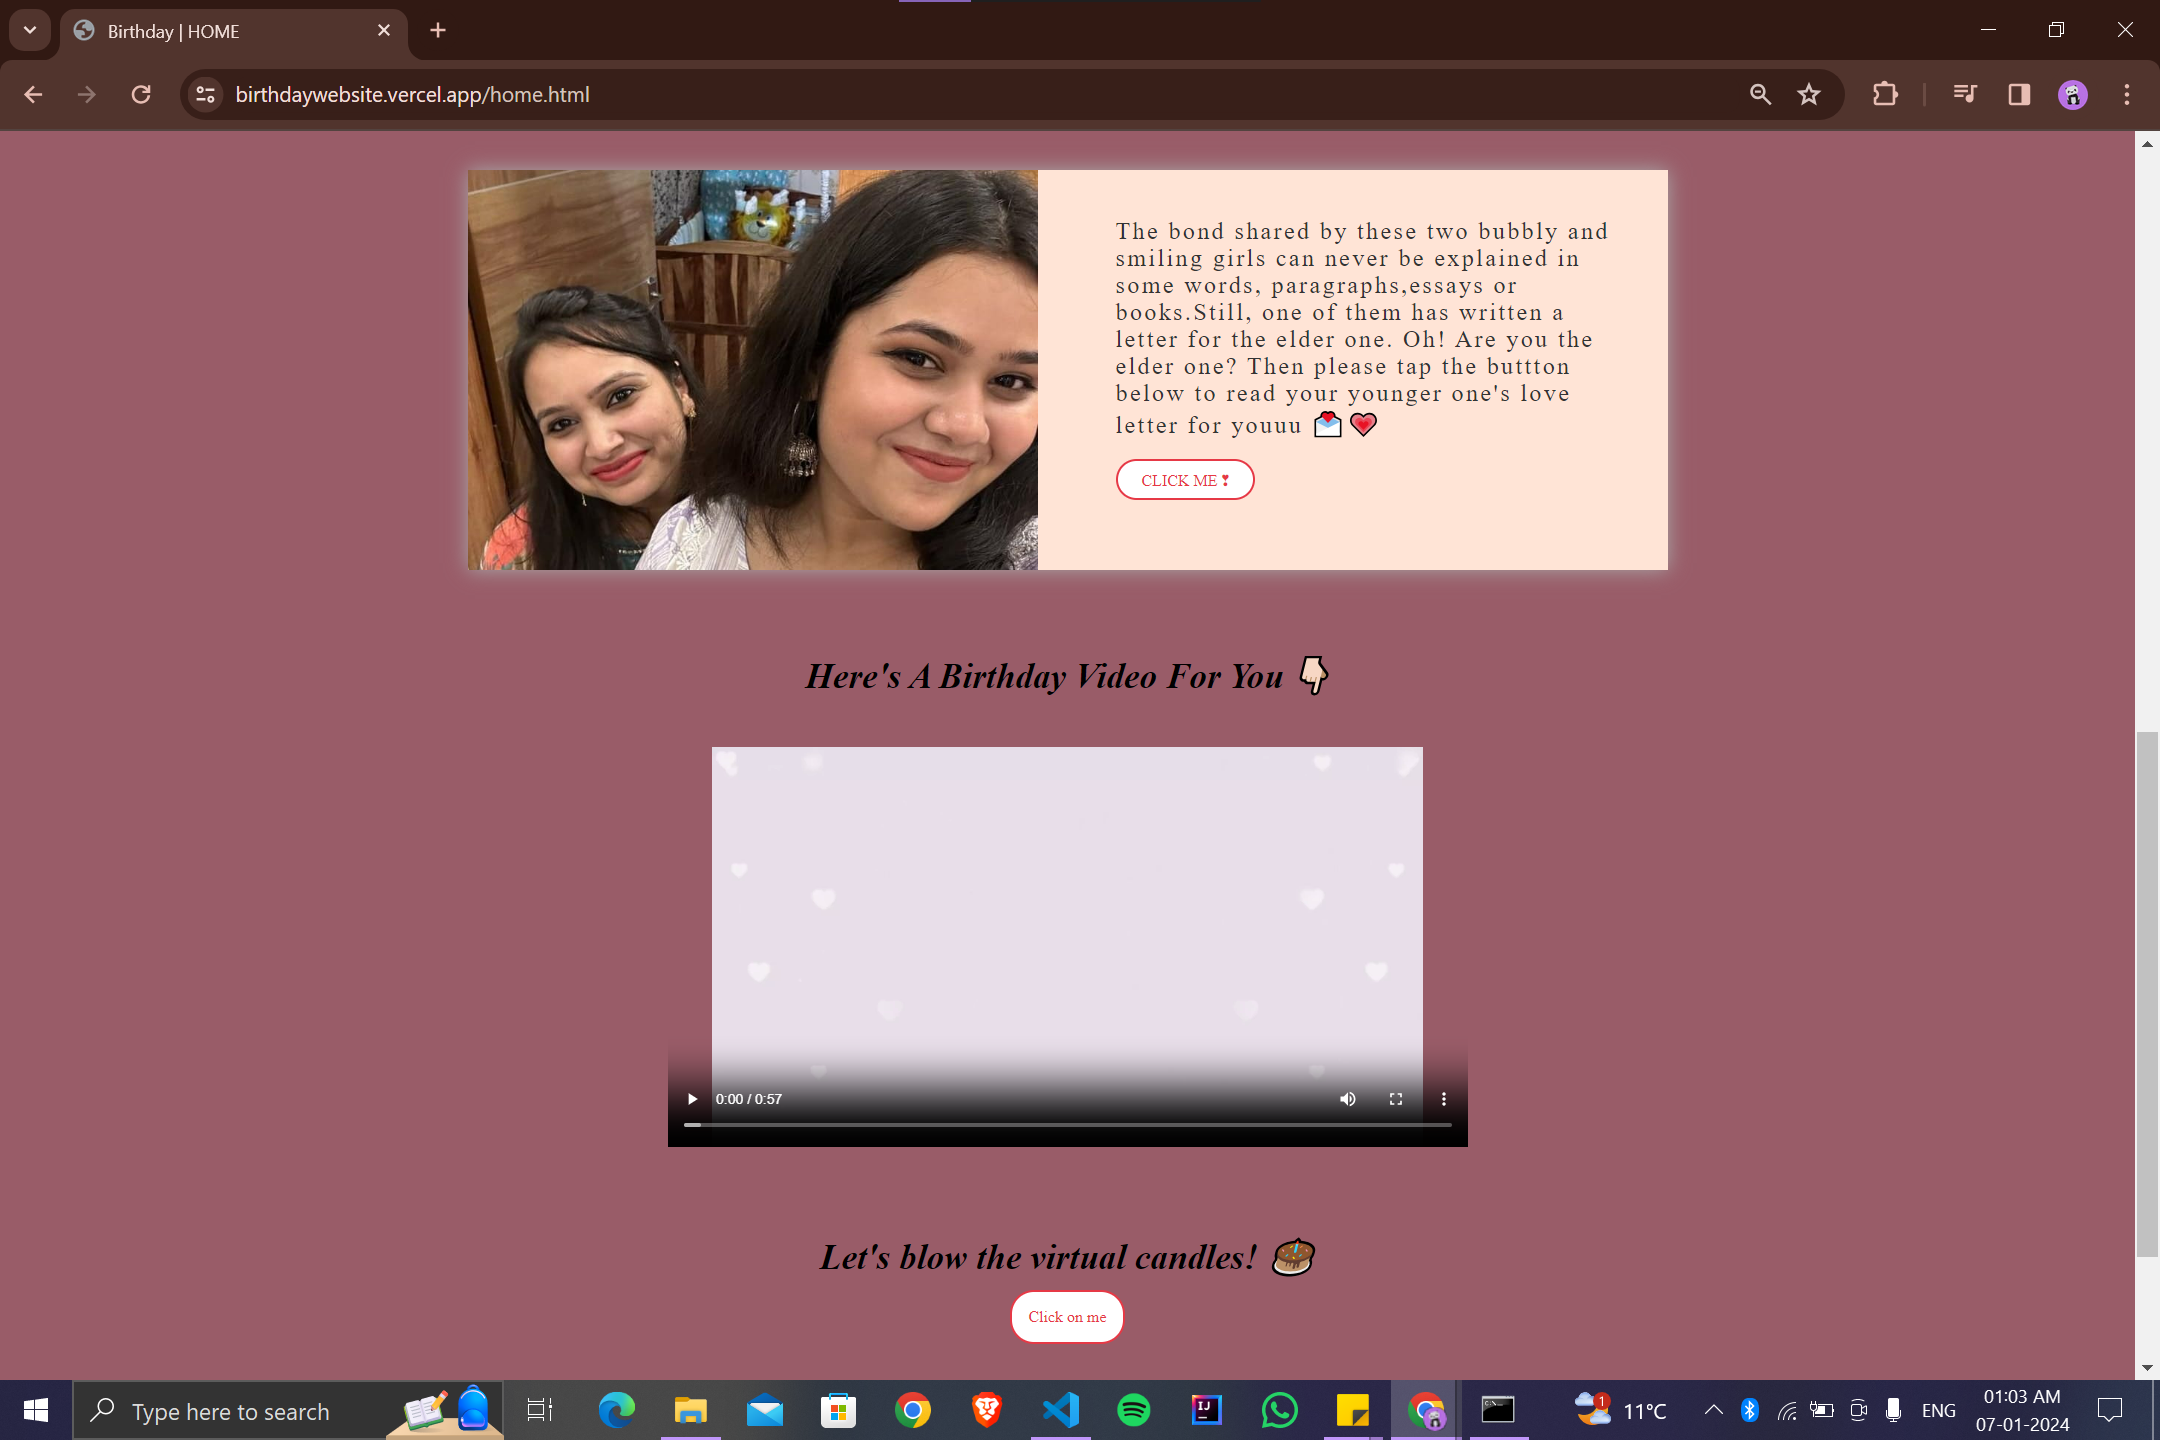 Birthday | HOME
birthdaywebsite.vercel.app/home.html
The bond shared by these two bubbly and
smiling girls can never be explained in
some words, paragraphs,essays or
books.Still, one of them has written a
letter for the elder one. Oh! Are you the
elder one? Then please tap the buttton
below to read your younger one's love
letter for youuu 💌 💗
CLICK ME ❣
Here's A Birthday Video For You 👇🏻
0:00 / 0:57
Let's blow the virtual candles! 🎂
Click on me
Type here to search
IJ
1
11°C
ENG
01:03 AM
07-01-2024